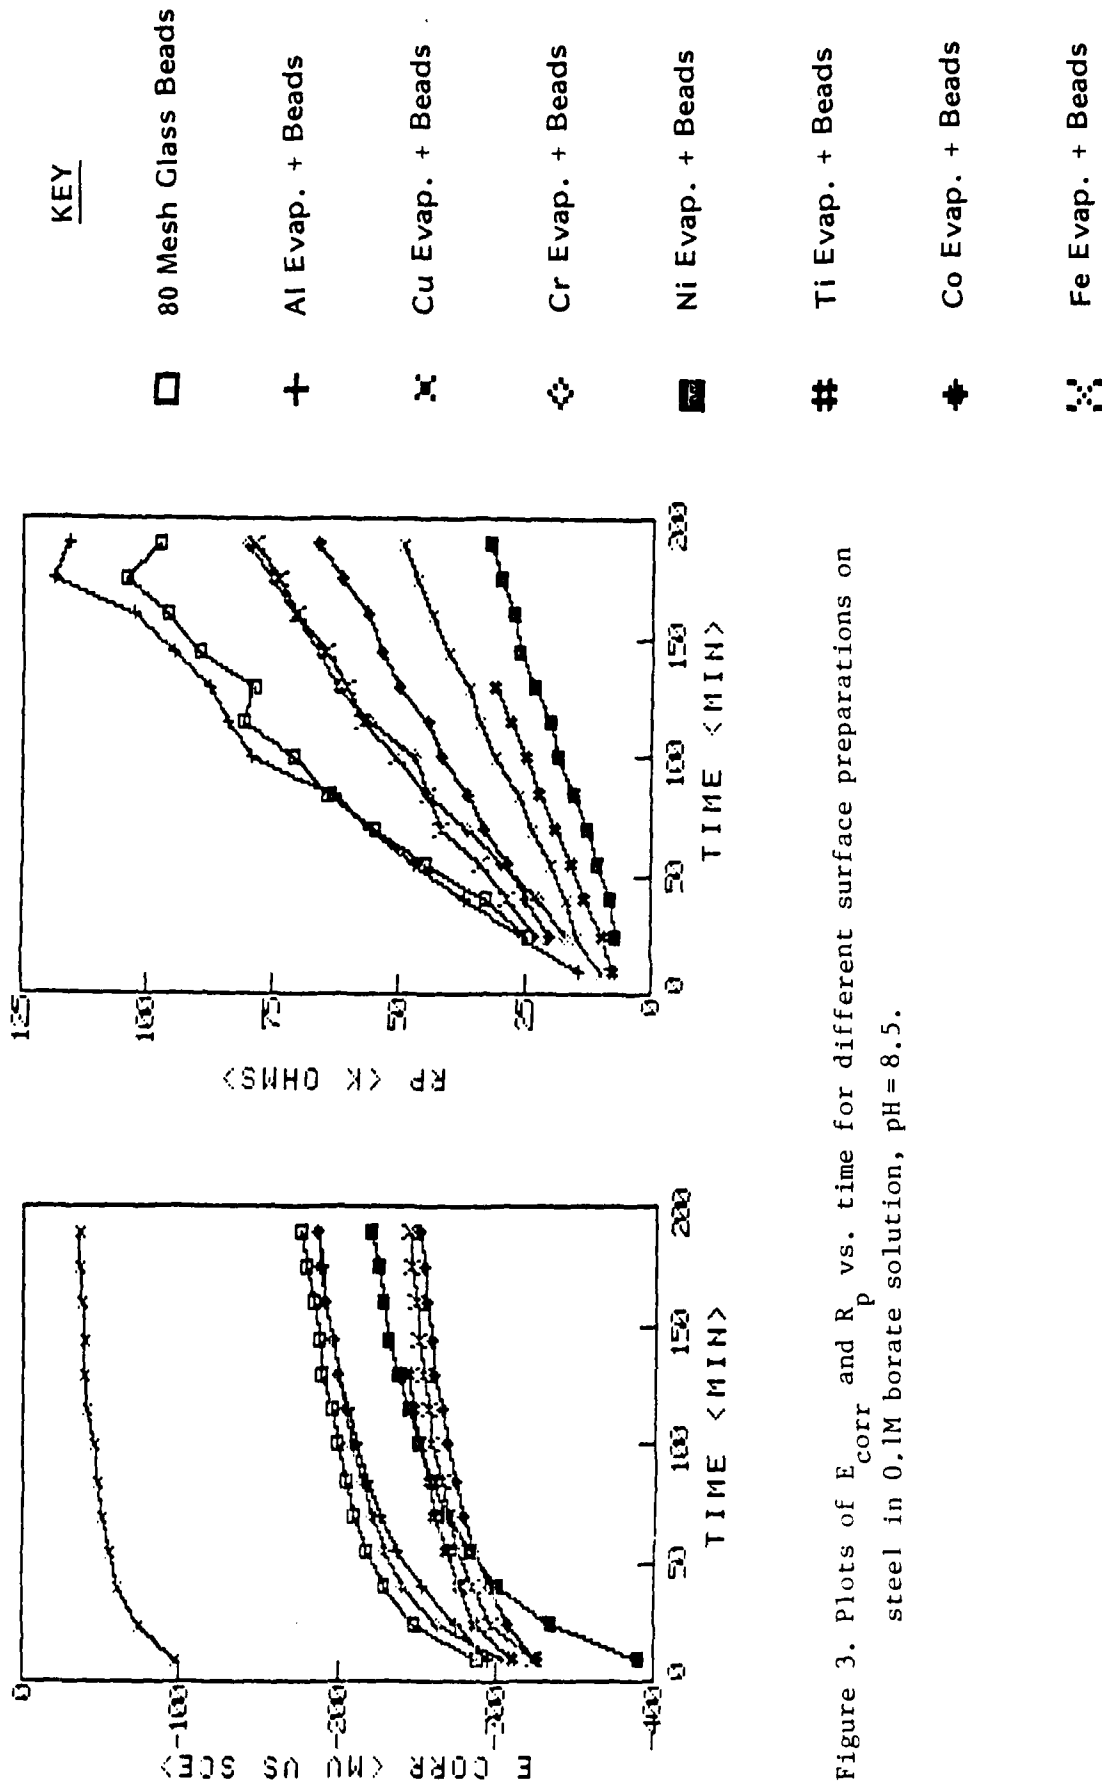 E CORR <MV VS SCE>
0
-100
-200
-300
-400
0
50
100
150
200
TIME <MIN>
RP <K OHMS>
125
100
75
50
25
0
0
50
100
150
200
TIME <MIN>
KEY
80 Mesh Glass Beads
Al Evap. + Beads
Cu Evap. + Beads
Cr Evap. + Beads
Ni Evap. + Beads
Ti Evap. + Beads
Co Evap. + Beads
Fe Evap. + Beads
Figure 3. Plots of E corr and R p vs. time for different surface preparations on
steel in 0.1M borate solution, pH = 8.5.